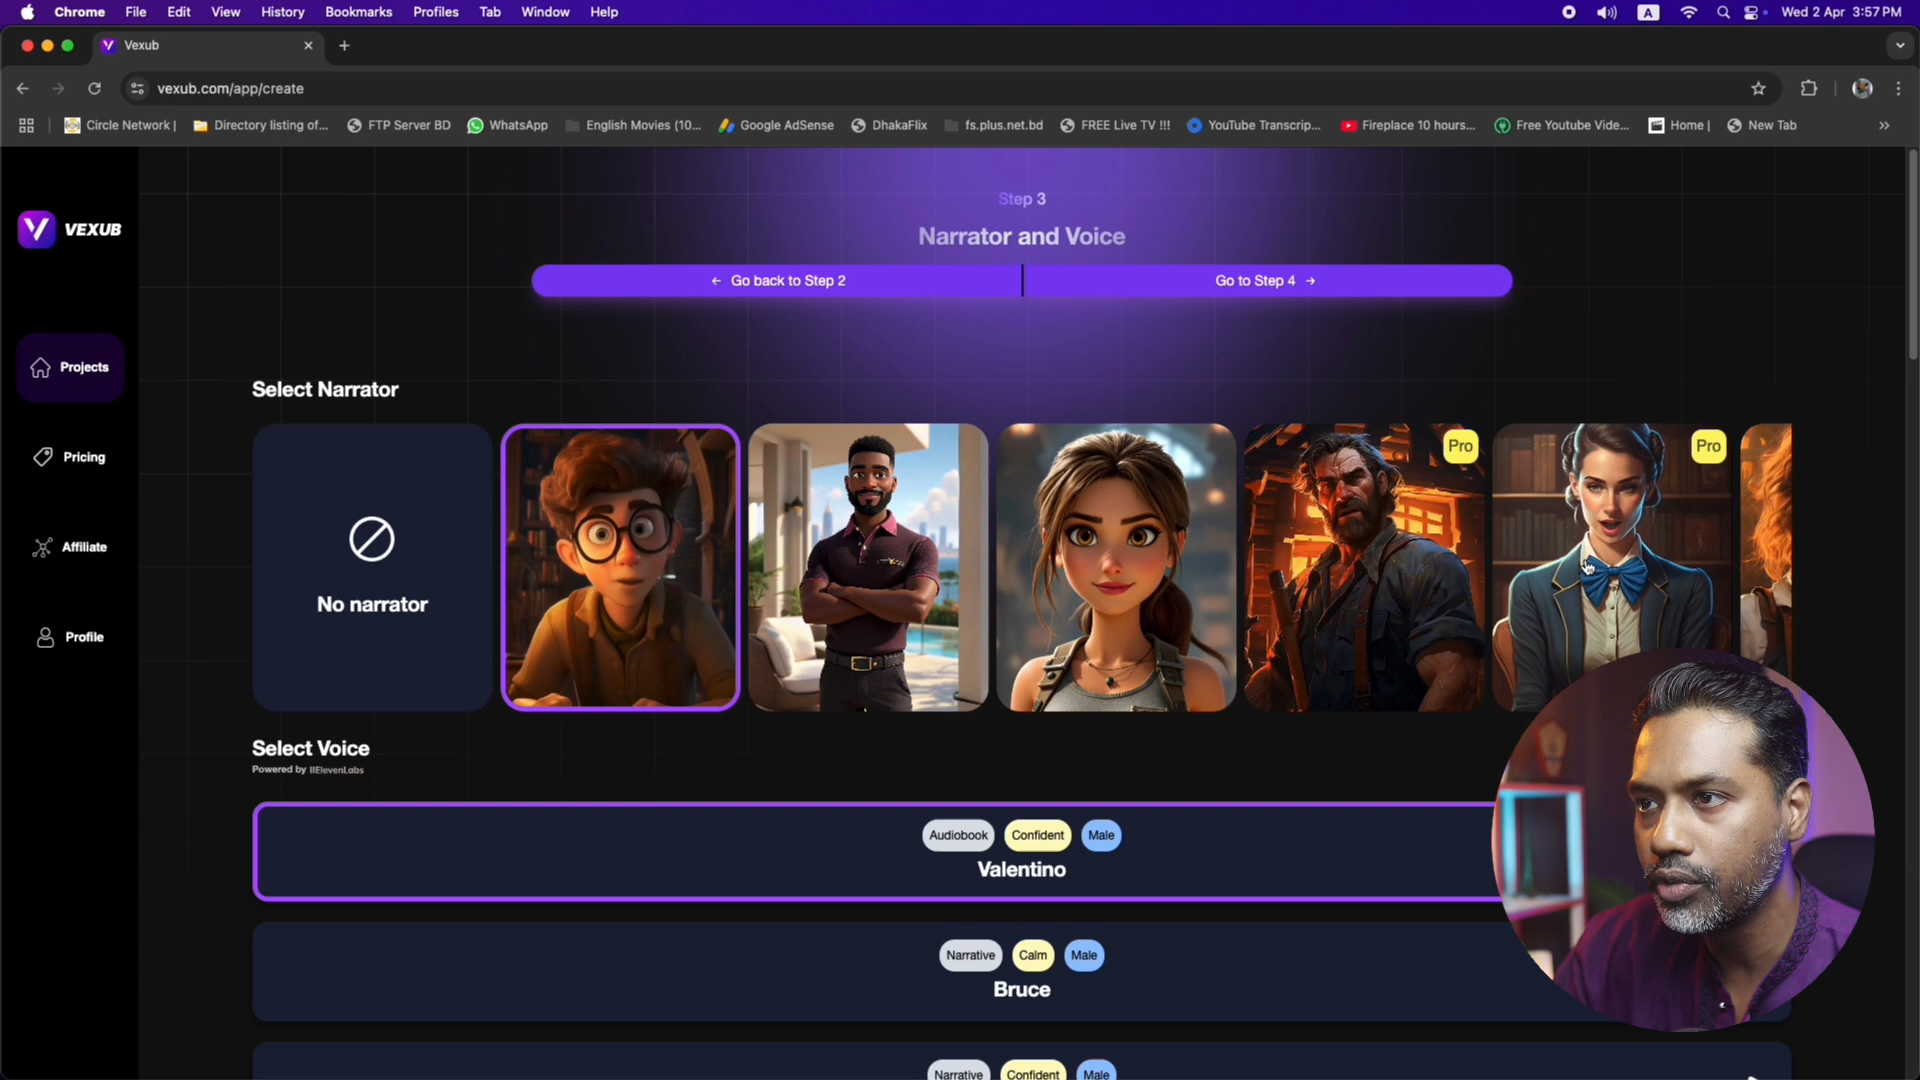 Chrome File Edit View History Bookmarks Profiles Tab Window Help
A Wed 2 Apr 3:57 PM
Vexub
vexub.com/app/create
Circle Network | Directory listing of... FTP Server BD WhatsApp English Movies (10... Google AdSense DhakaFlix fs.plus.net.bd FREE Live TV !!! YouTube Transcrip... Fireplace 10 hours... Free Youtube Vide... Home | New Tab
VEXUB
Projects
Pricing
Affiliate
Profile
Step 3
Narrator and Voice
← Go back to Step 2
Go to Step 4 →
Select Narrator
No narrator
Pro
Pro
Select Voice
Powered by IIElevenLabs
Audiobook Confident Male
Valentino
Narrative Calm Male
Bruce
Narrative Confident Male